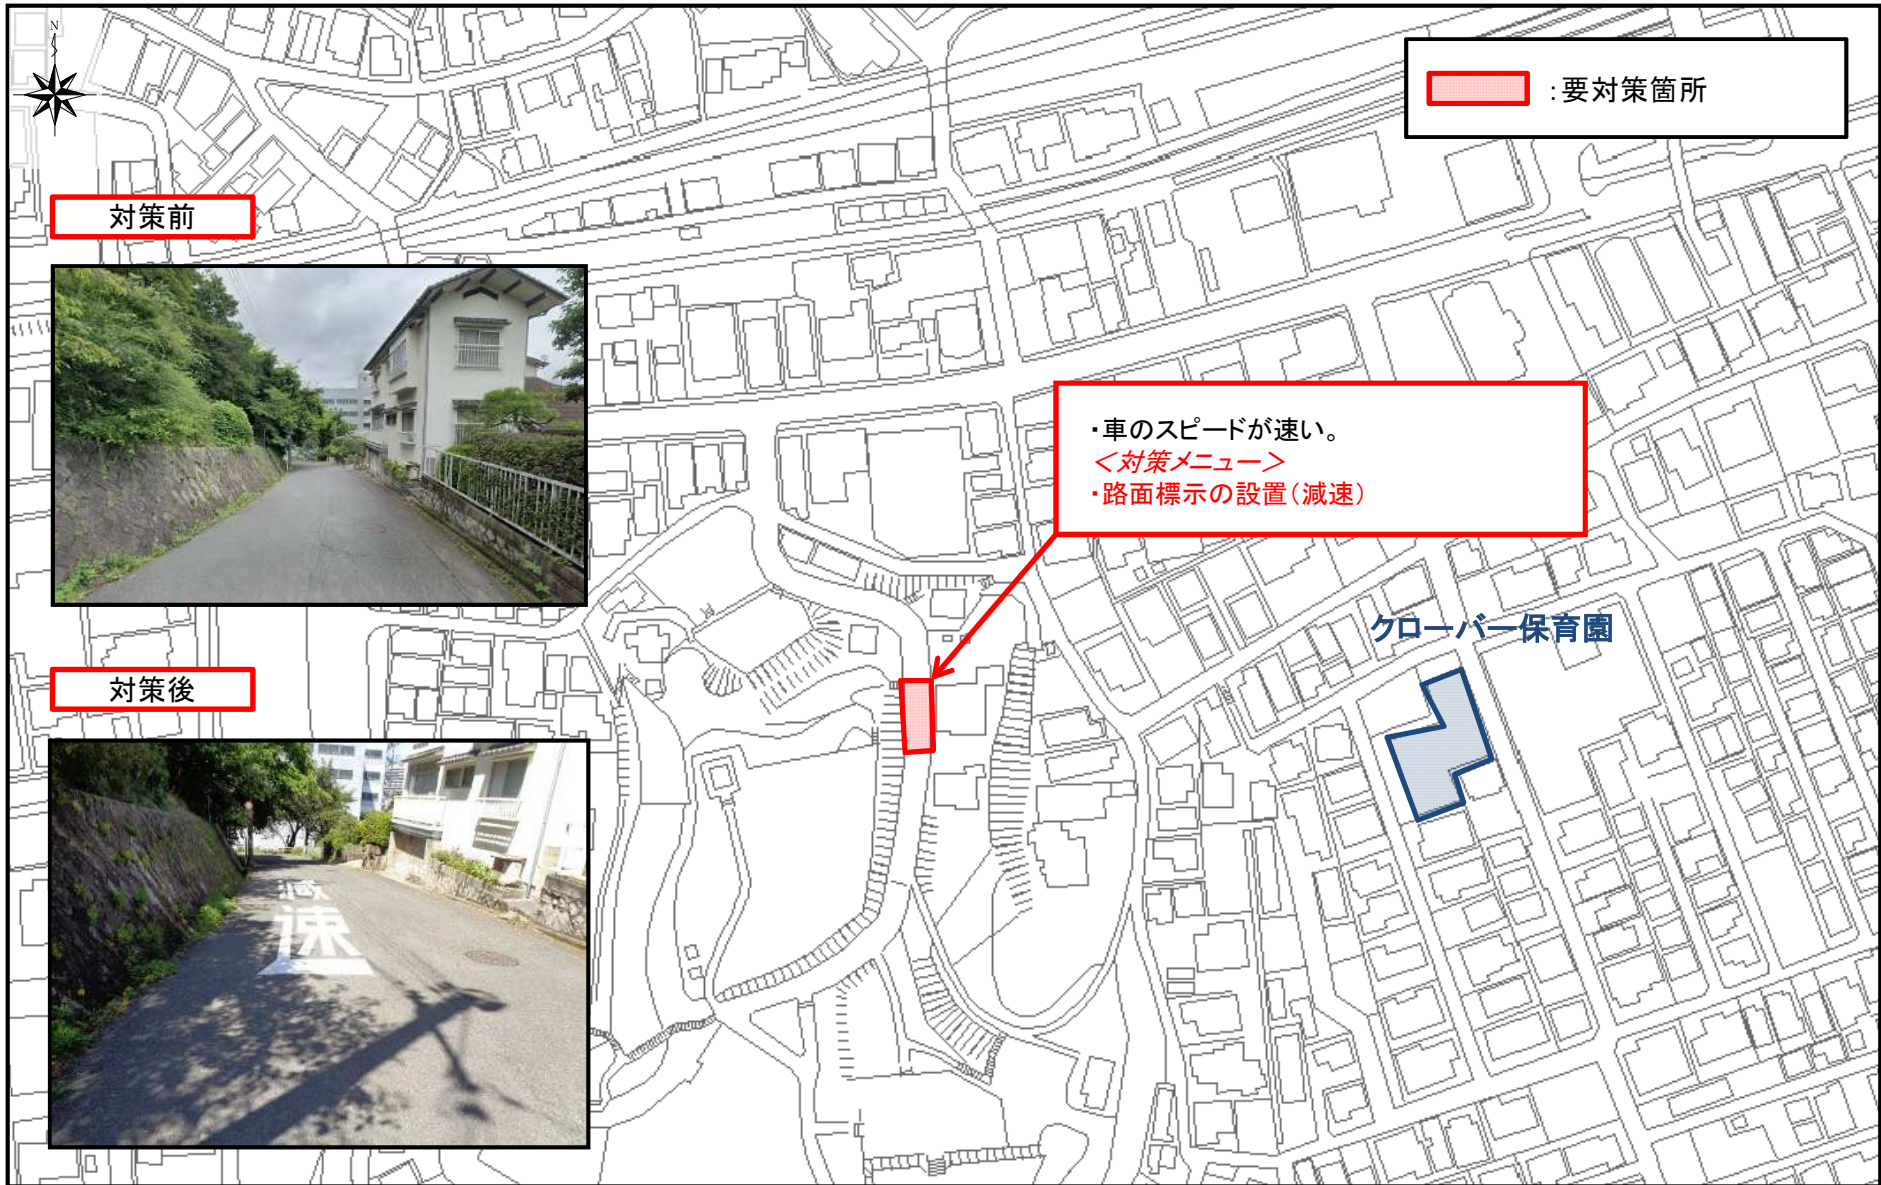 N
：要対策箇所
対策前
・車のスピードが速い。
＜対策メニュー＞
・路面標示の設置（減速）
クローバー保育園
対策後
減
速